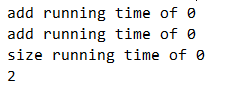 add running time of 0
add running time of 0
size running time of 0
2